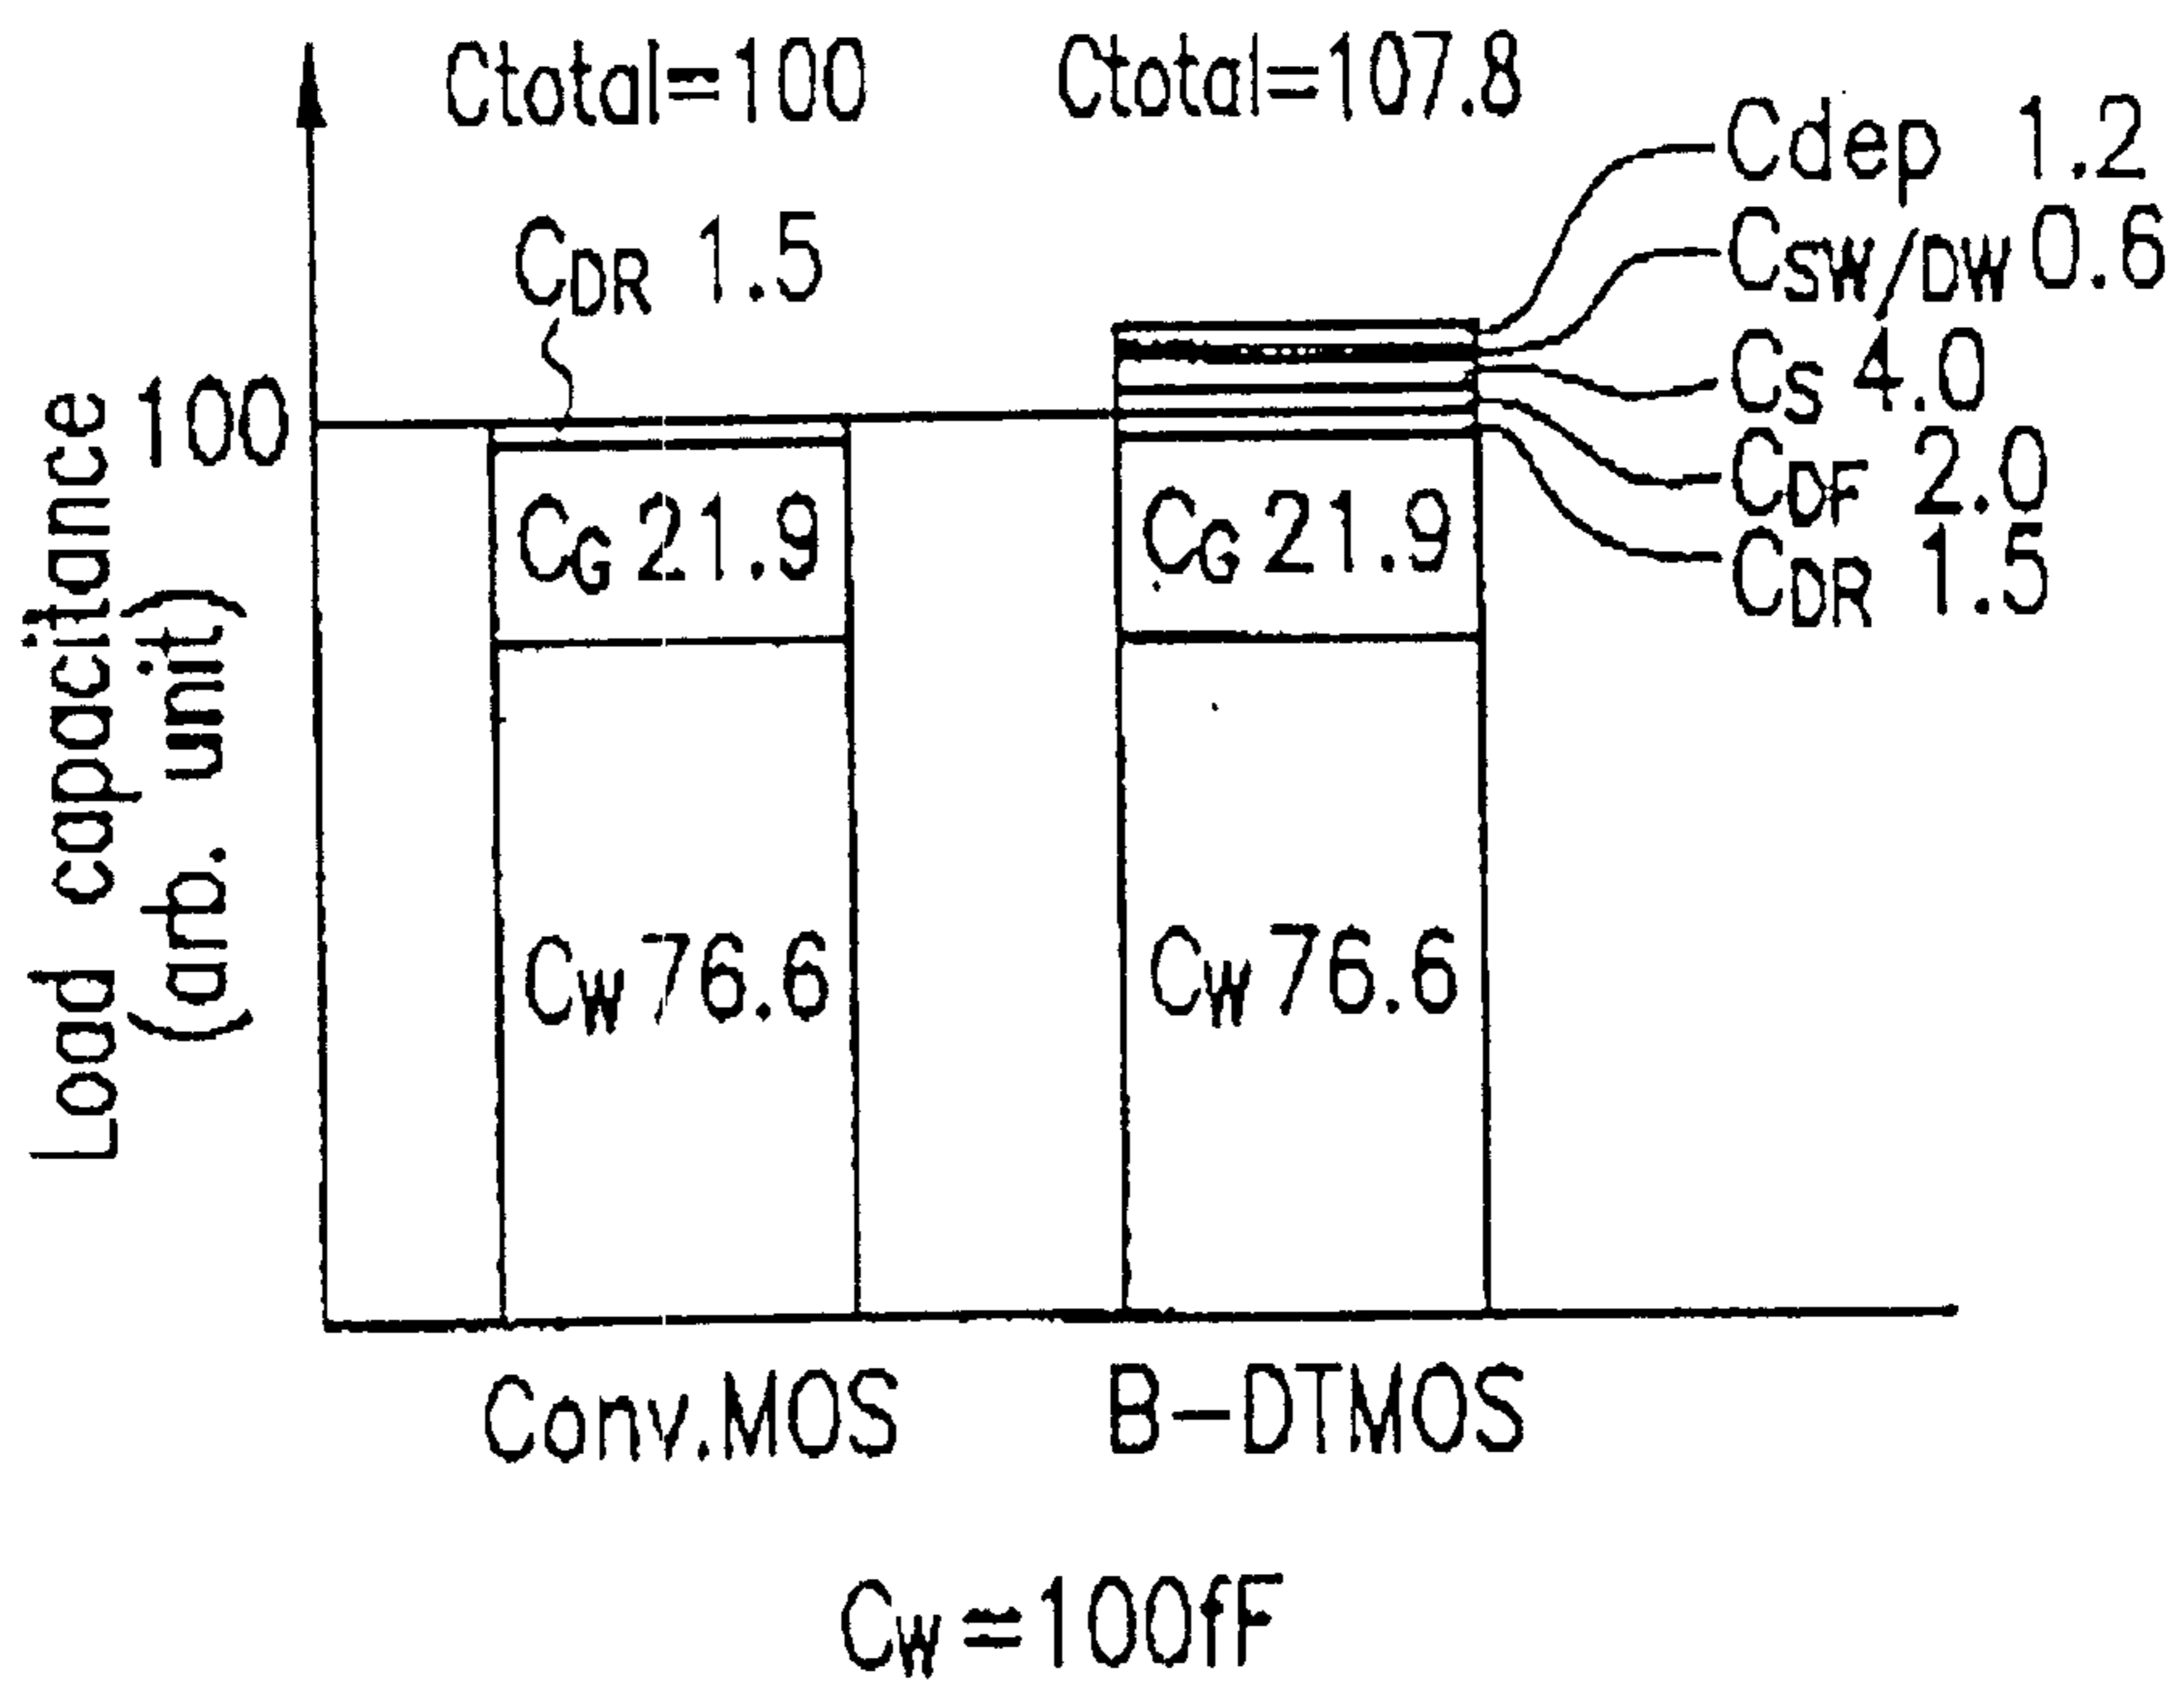 Ctotal=100
Ctotal=107.8
Cdep 1.2
CDR 1.5
CSW/DW 0.6
CS 4.0
100
CDF 2.0
CDR 1.5
CG 21.9
CG 21.9
Load capacitance
(arb. unit)
CW 76.6
CW 76.6
Conv.MOS
B-DTMOS
CW≃100fF